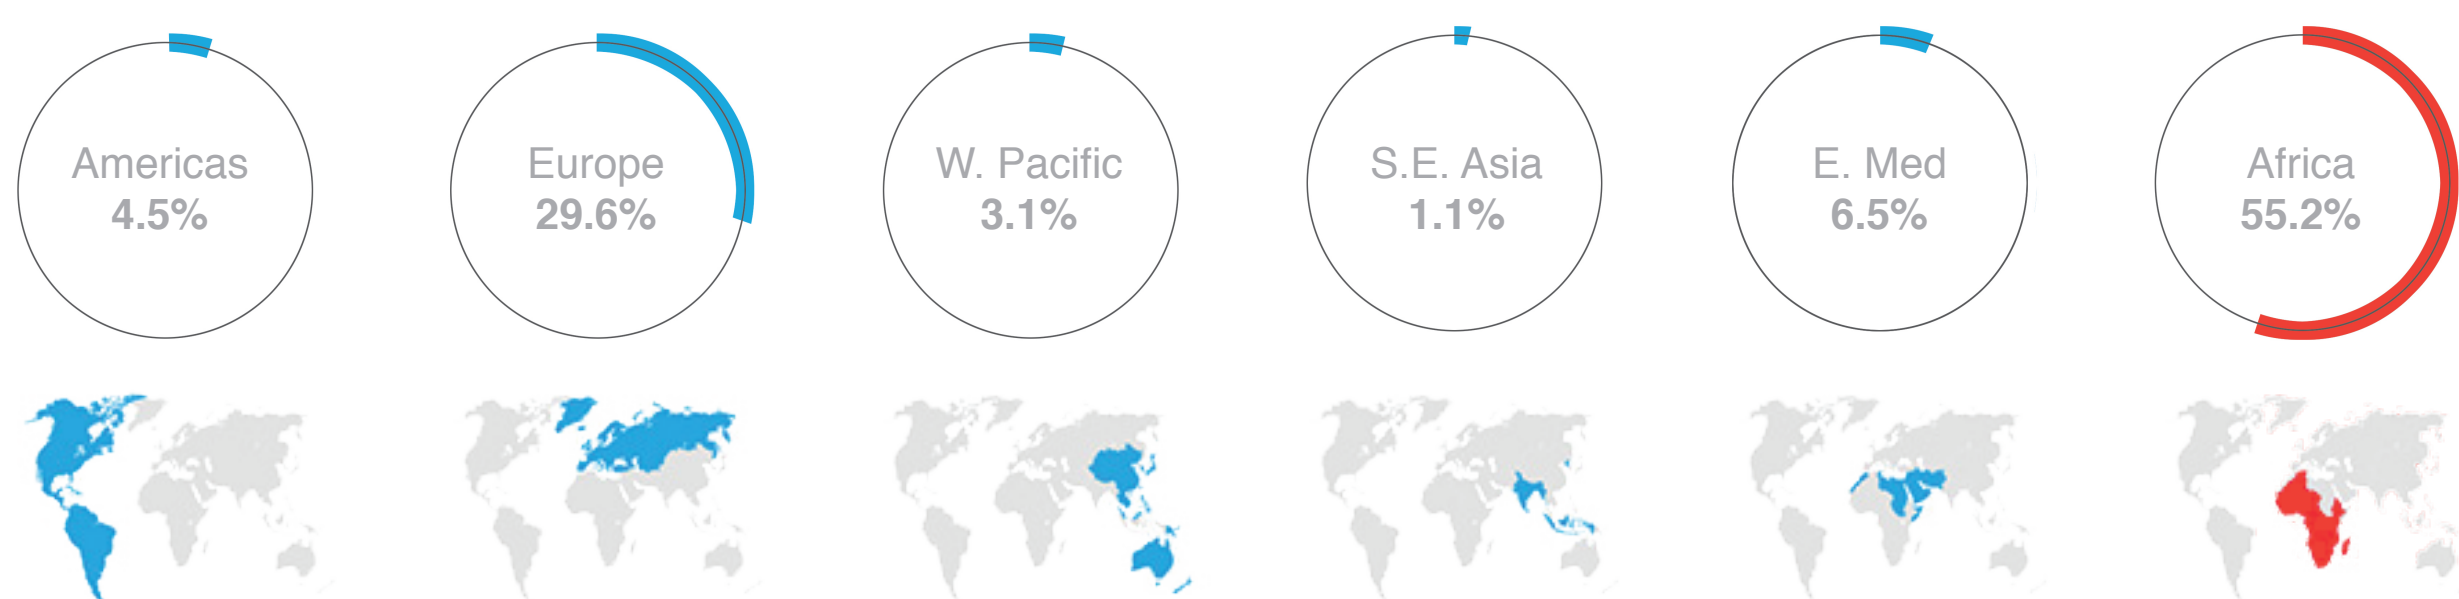 Americas
4.5%
Europe
29.6%
W. Pacific
3.1%
S.E. Asia
1.1%
E. Med
6.5%
Africa
55.2%